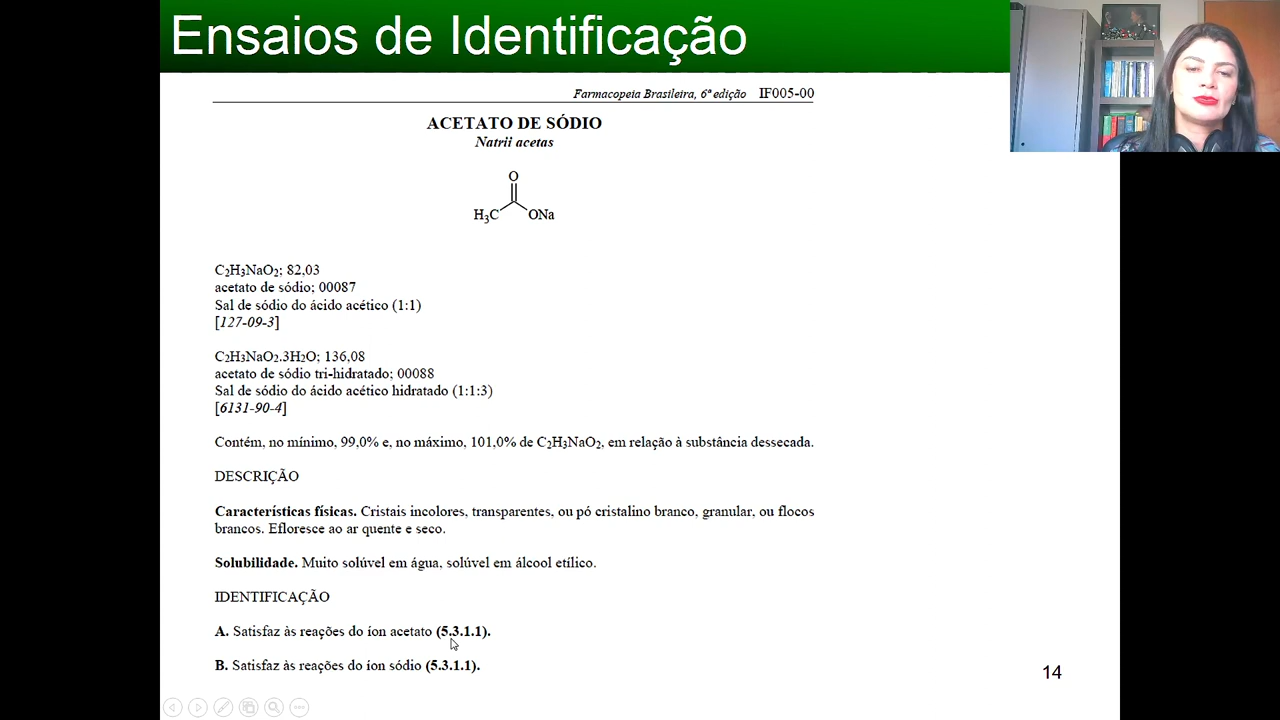 Ensaios de Identificação
Farmacopeia Brasileira, 6ª edição IF005-00
ACETATO DE SÓDIO
Natrii acetas
O
H₃C ONa
C₂H₃NaO₂; 82,03
acetato de sódio; 00087
Sal de sódio do ácido acético (1:1)
[127-09-3]
C₂H₃NaO₂.3H₂O; 136,08
acetato de sódio tri-hidratado; 00088
Sal de sódio do ácido acético hidratado (1:1:3)
[6131-90-4]
Contém, no mínimo, 99,0% e, no máximo, 101,0% de C₂H₃NaO₂, em relação à substância dessecada.
DESCRIÇÃO
Características físicas. Cristais incolores, transparentes, ou pó cristalino branco, granular, ou flocos
brancos. Efloresce ao ar quente e seco.
Solubilidade. Muito solúvel em água, solúvel em álcool etílico.
IDENTIFICAÇÃO
A. Satisfaz às reações do íon acetato (5.3.1.1).
B. Satisfaz às reações do íon sódio (5.3.1.1).
14